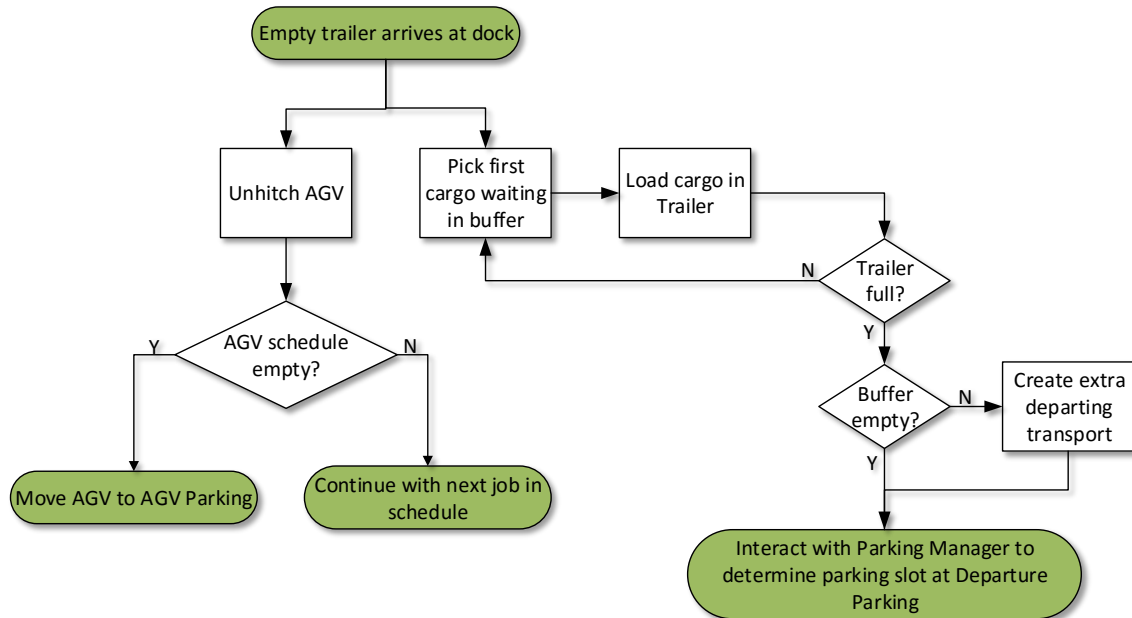 Empty trailer arrives at dock
Unhitch AGV
Pick first
cargo waiting
in buffer
Load cargo in
Trailer
N
Trailer
full?
Y
Y
AGV schedule
empty?
N
Buffer
empty?
N
Create extra
departing
transport
Y
Move AGV to AGV Parking
Continue with next job in
schedule
Interact with Parking Manager to
determine parking slot at Departure
Parking